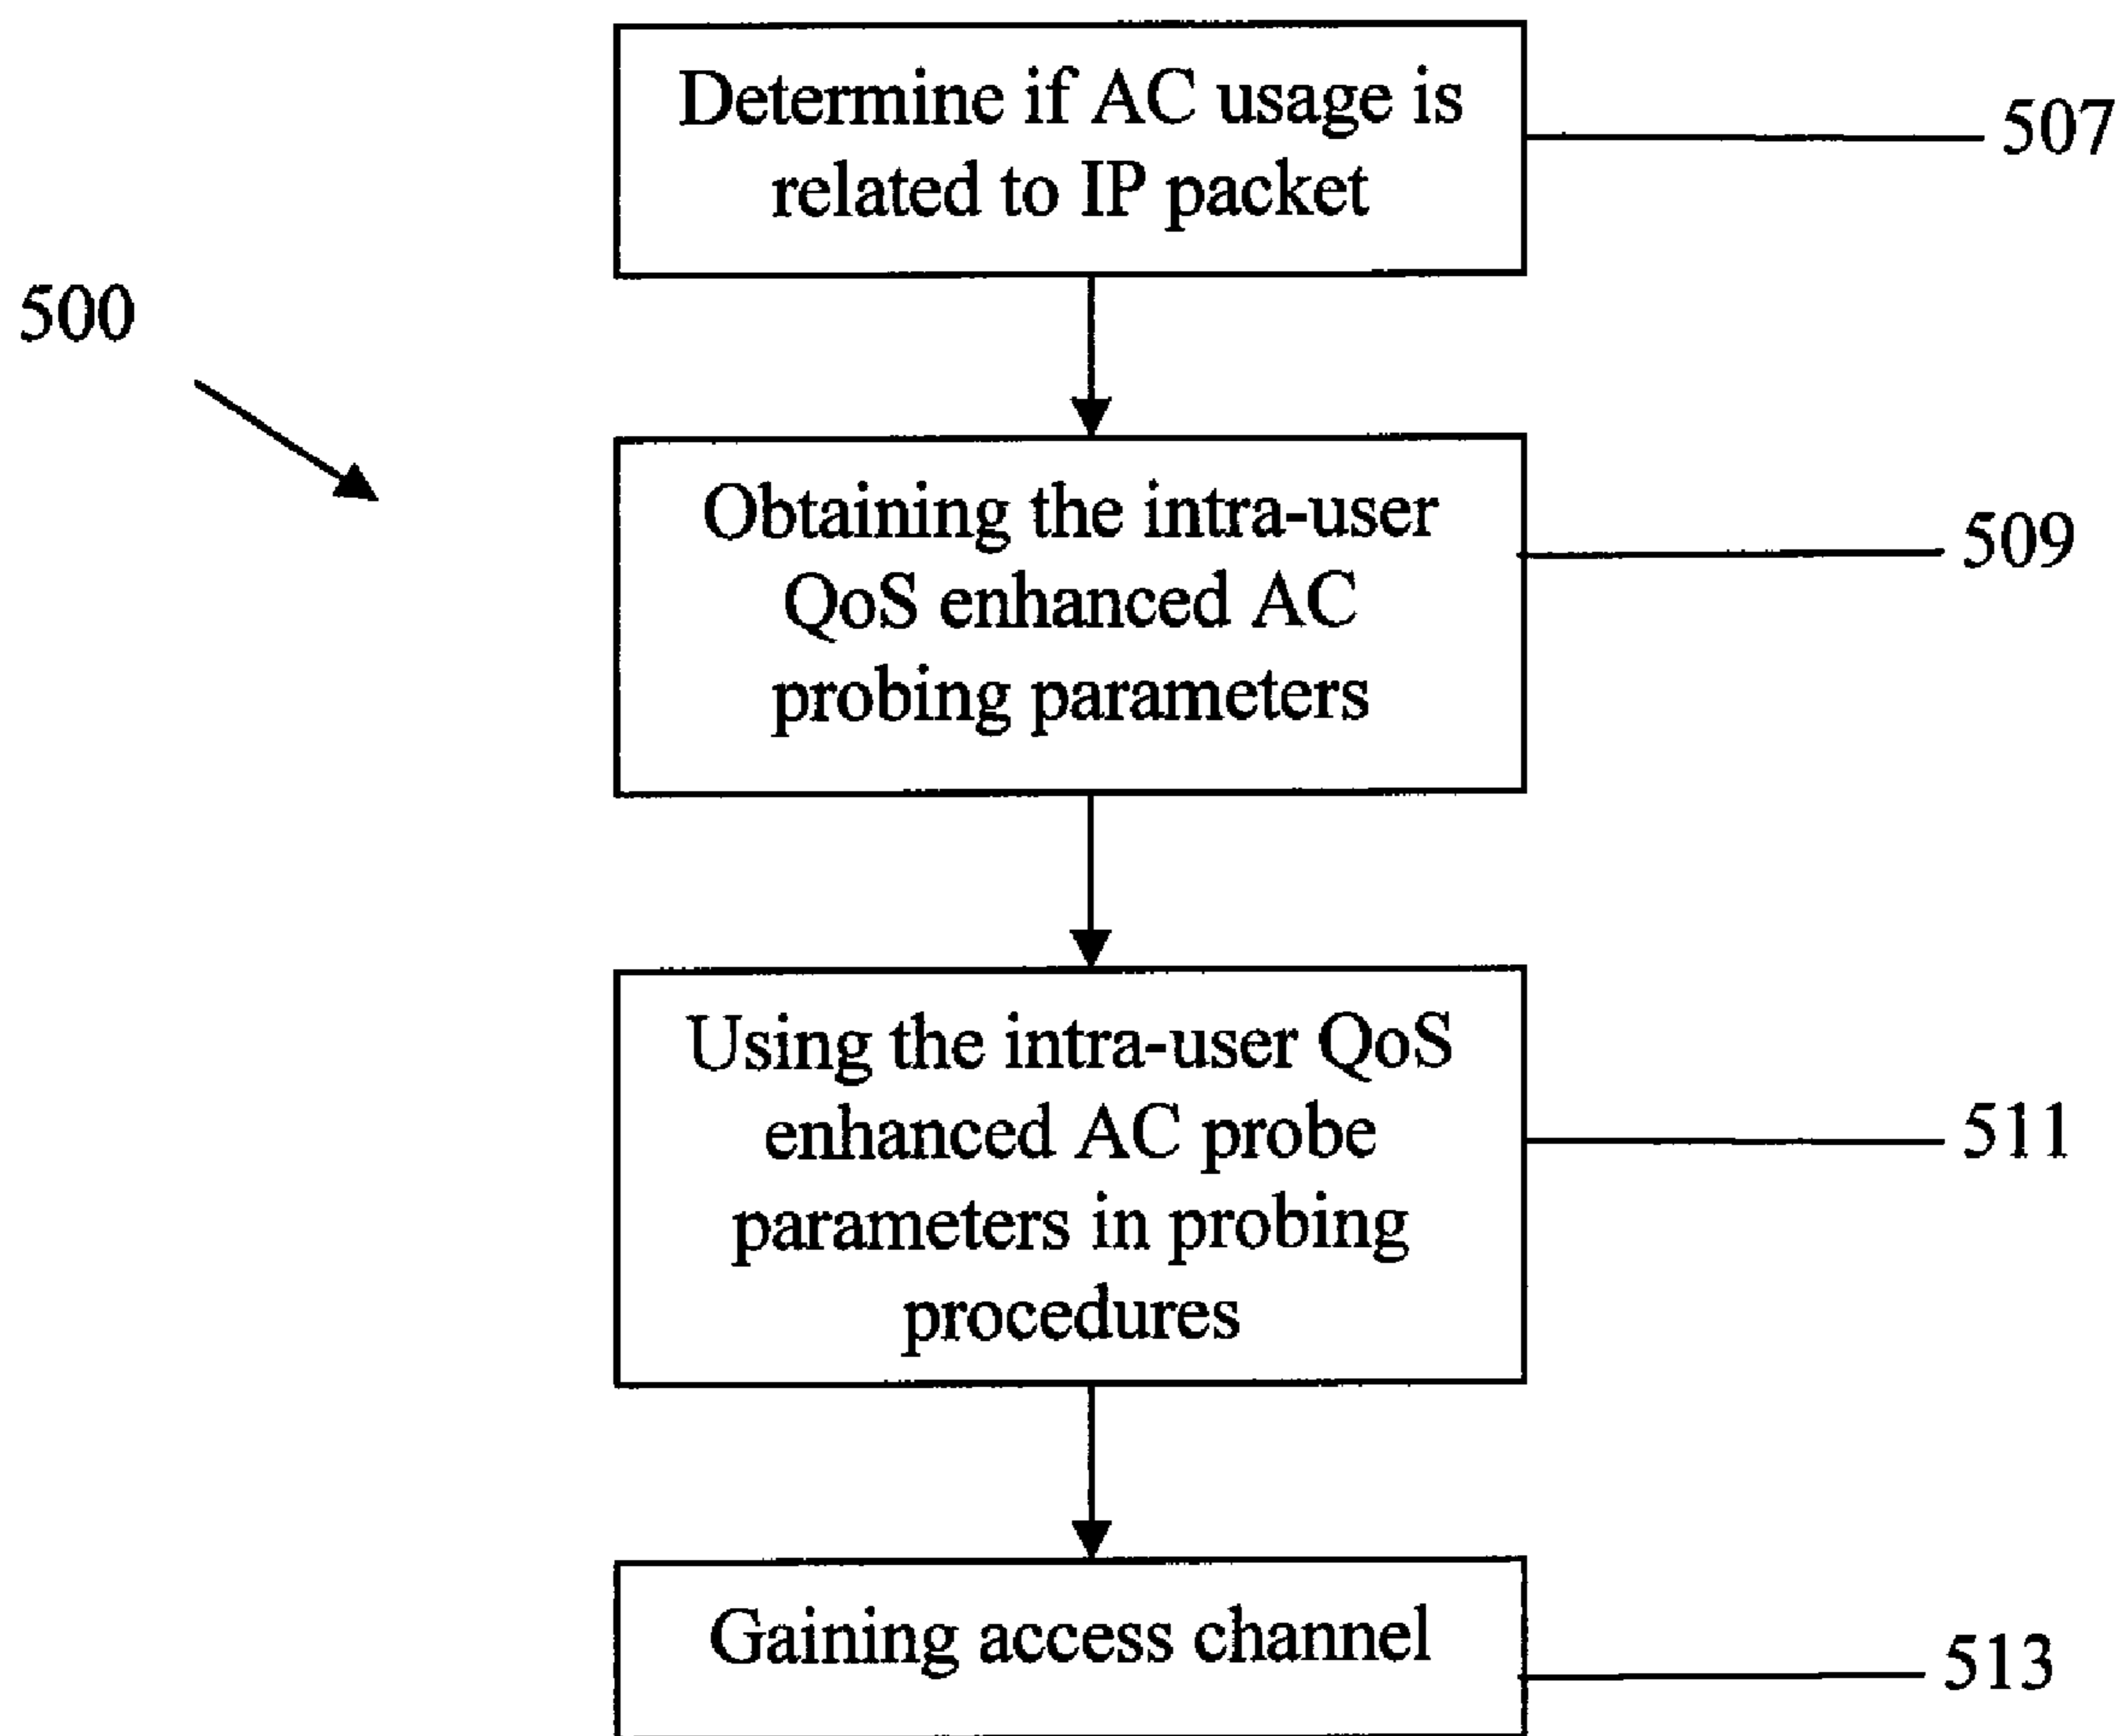 Determine if AC usage is
related to IP packet
507
500
Obtaining the intra-user
QoS enhanced AC
probing parameters
509
Using the intra-user QoS
enhanced AC probe
parameters in probing
procedures
511
Gaining access channel
513